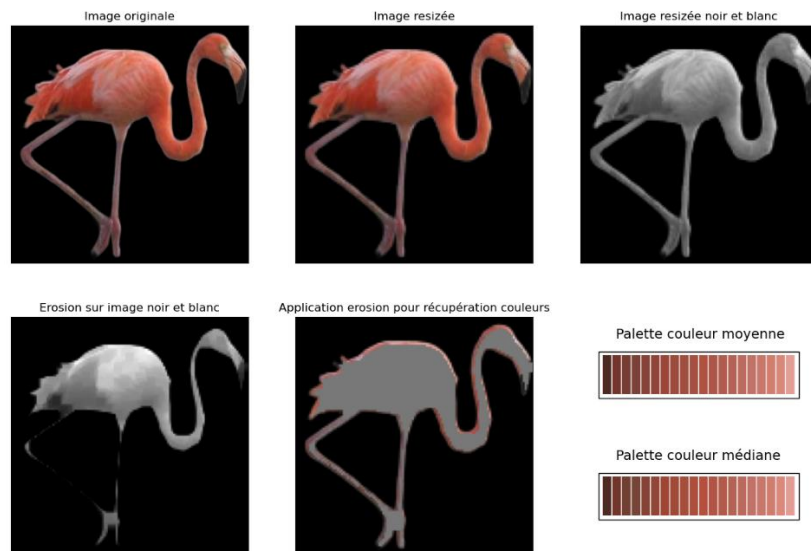 Image originale
Image resizée
Image resizée noir et blanc
Erosion sur image noir et blanc
Application erosion pour récupération couleurs
Palette couleur moyenne
Palette couleur médiane